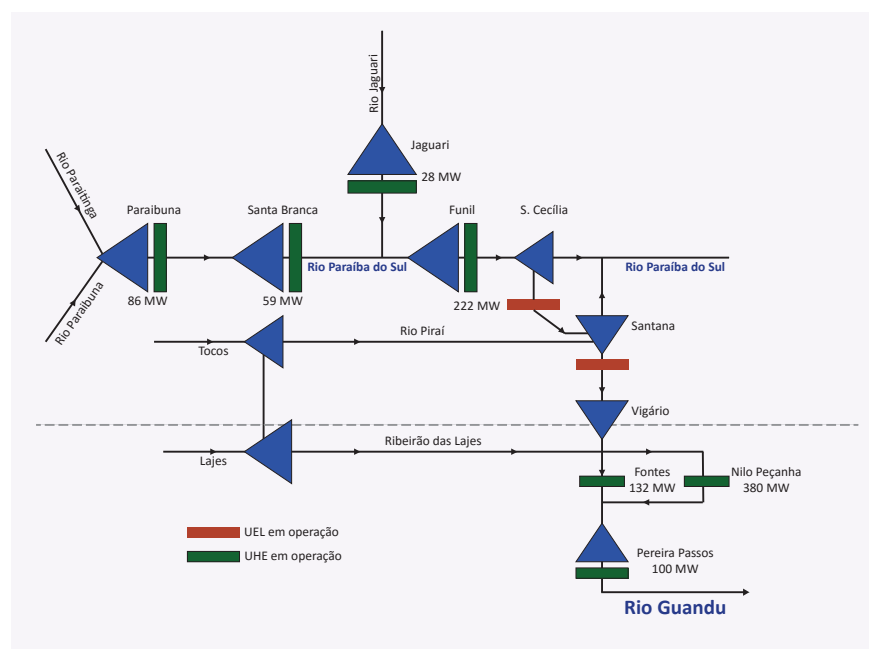 Rio Jaguari
Jaguari
28 MW
Rio Paraitinga
Paraibuna
Santa Branca
Funil
S. Cecília
Rio Paraíba do Sul
Rio Paraíba do Sul
86 MW
59 MW
222 MW
Rio Paraibuna
Santana
Rio Piraí
Tocos
Vigário
Ribeirão das Lajes
Lajes
Fontes
132 MW
Nilo Peçanha
380 MW
UEL em operação
UHE em operação
Pereira Passos
100 MW
Rio Guandu